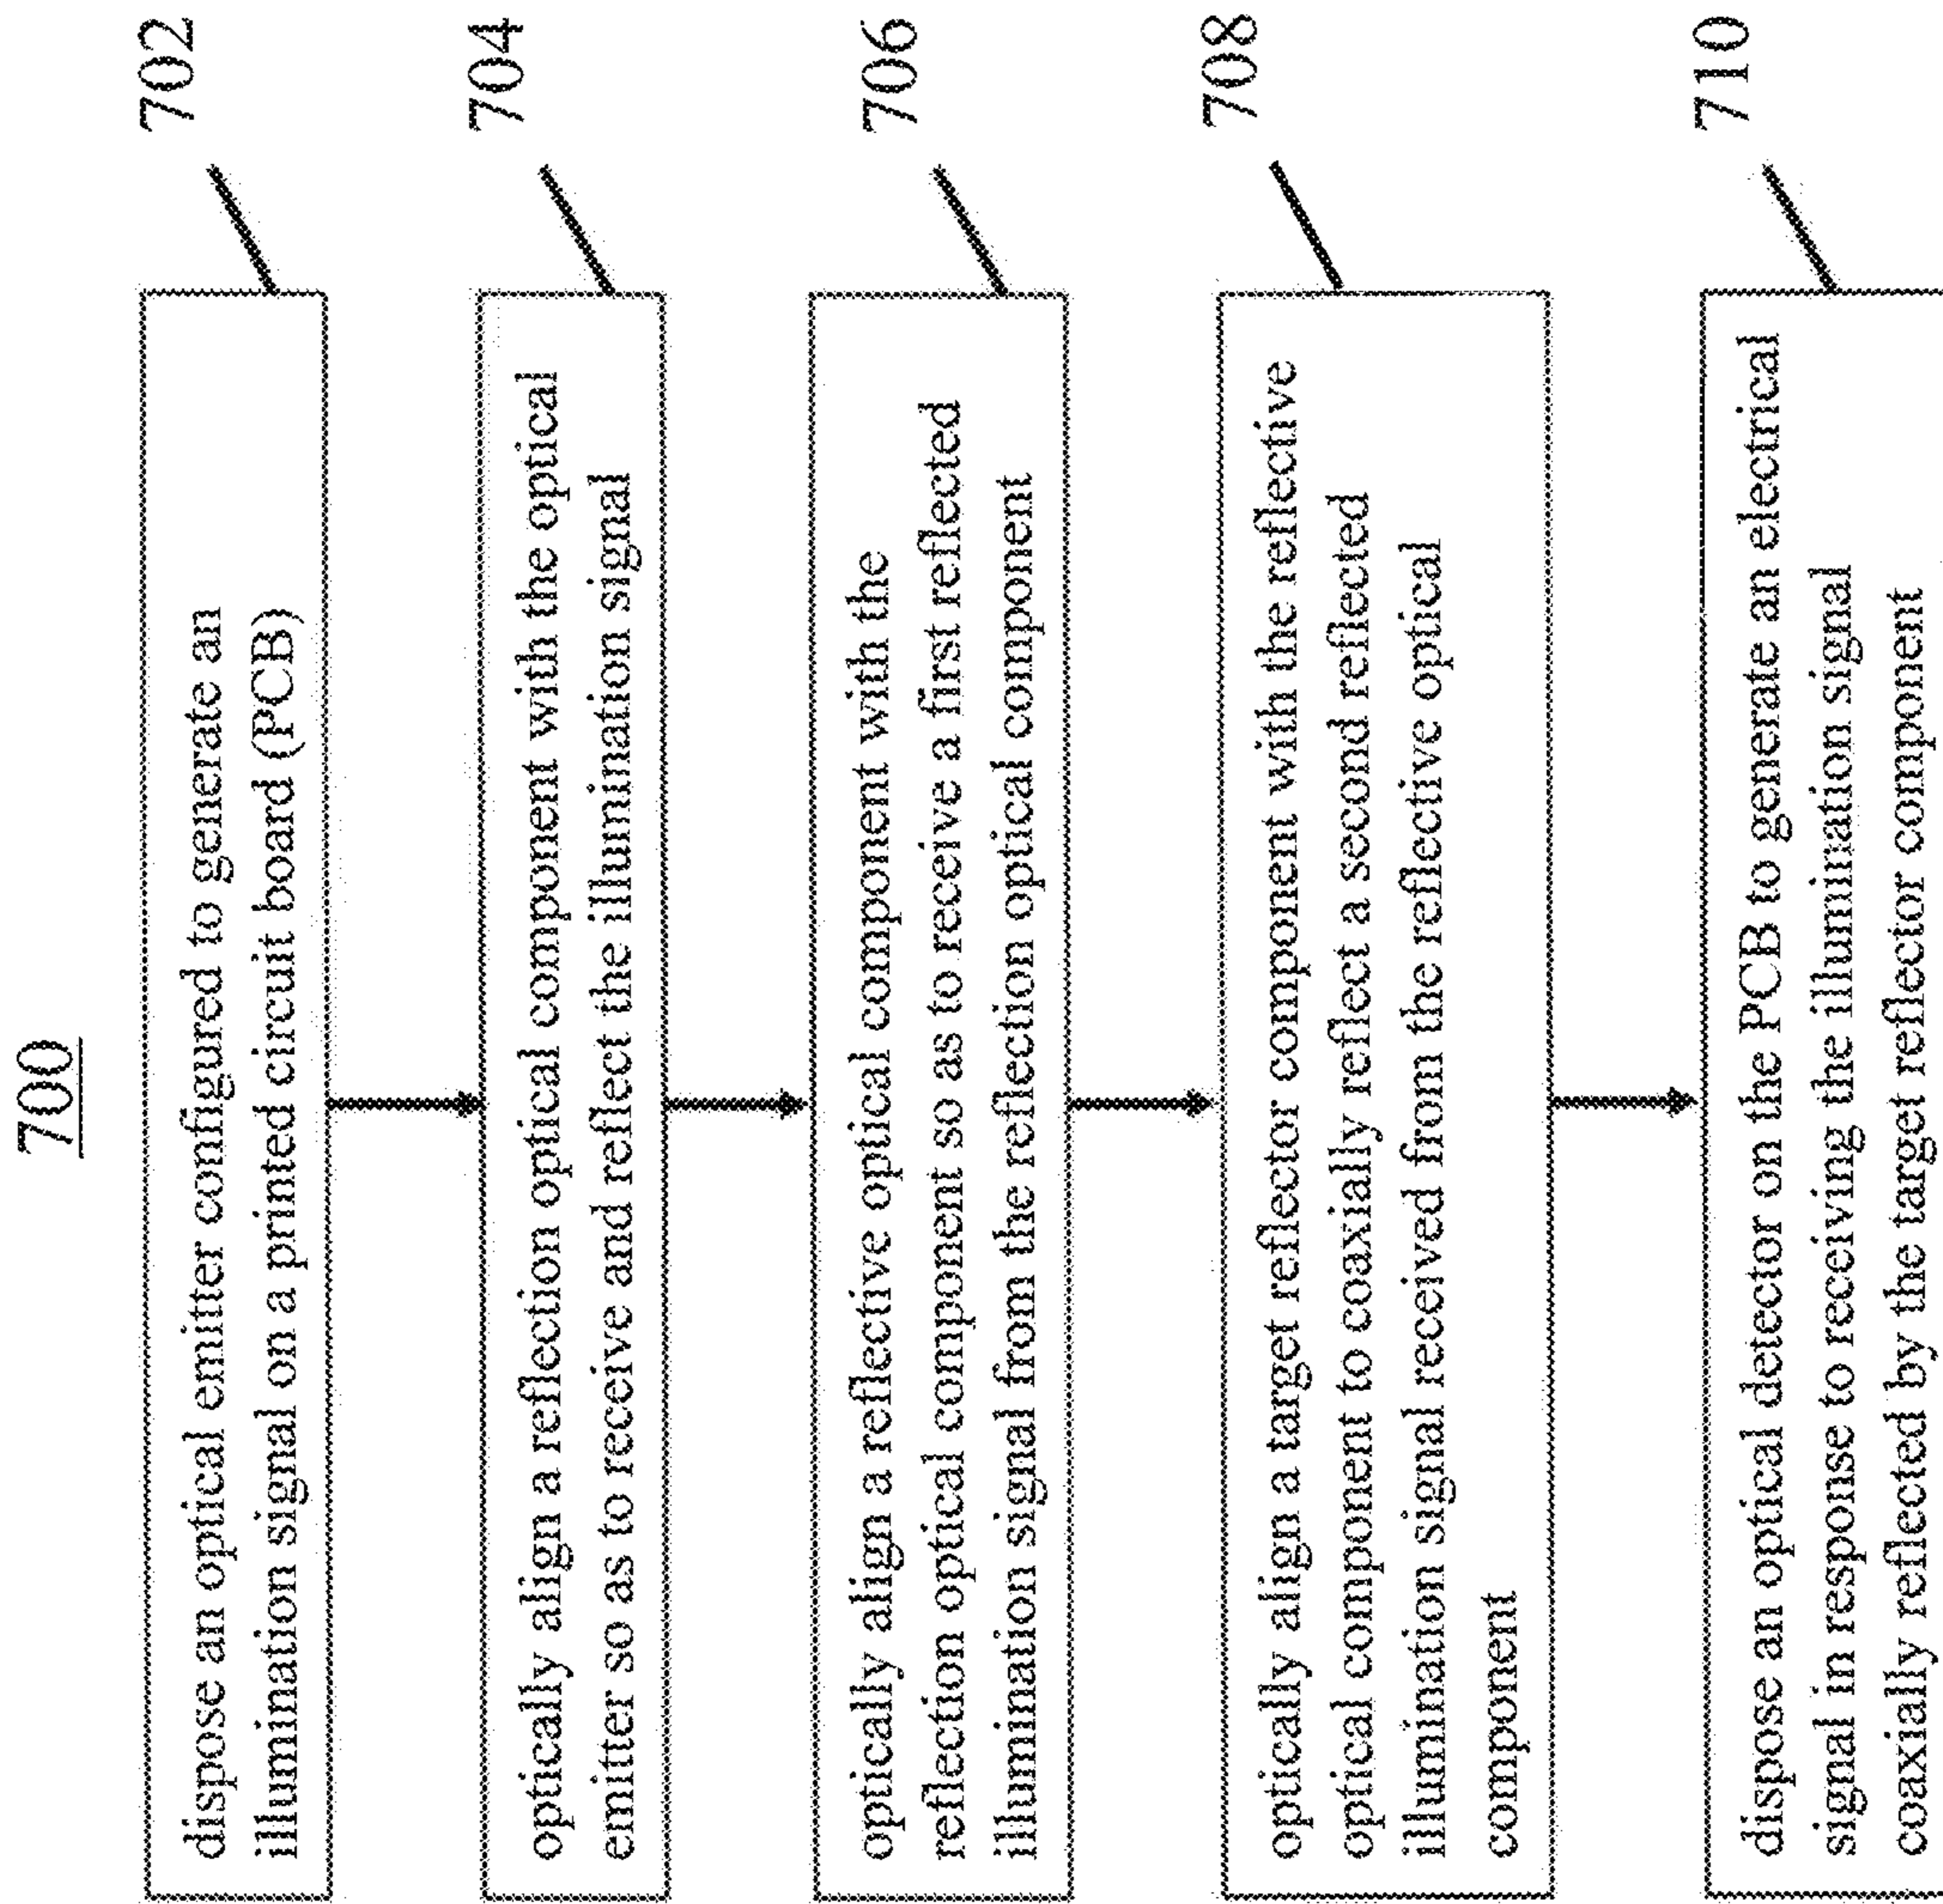 700
702
dispose an optical emitter configured to generate an
illumination signal on a printed circuit board (PCB)
704
optically align a reflection optical component with the optical
emitter so as to receive and reflect the illumination signal
706
optically align a reflective optical component with the
reflection optical component so as to receive a first reflected
illumination signal from the reflection optical component
708
optically align a target reflector component with the reflective
optical component to coaxially reflect a second reflected
illumination signal received from the reflective optical
component
710
dispose an optical detector on the PCB to generate an electrical
signal in response to receiving the illumination signal
coaxially reflected by the target reflector component